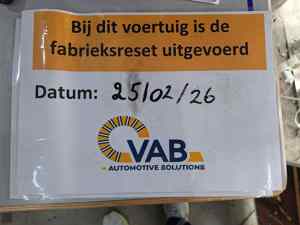 Bij dit voertuig is de
fabrieksreset uitgevoerd
Datum: 25/02/26
VAB
AUTOMOTIVE SOLUTIONS